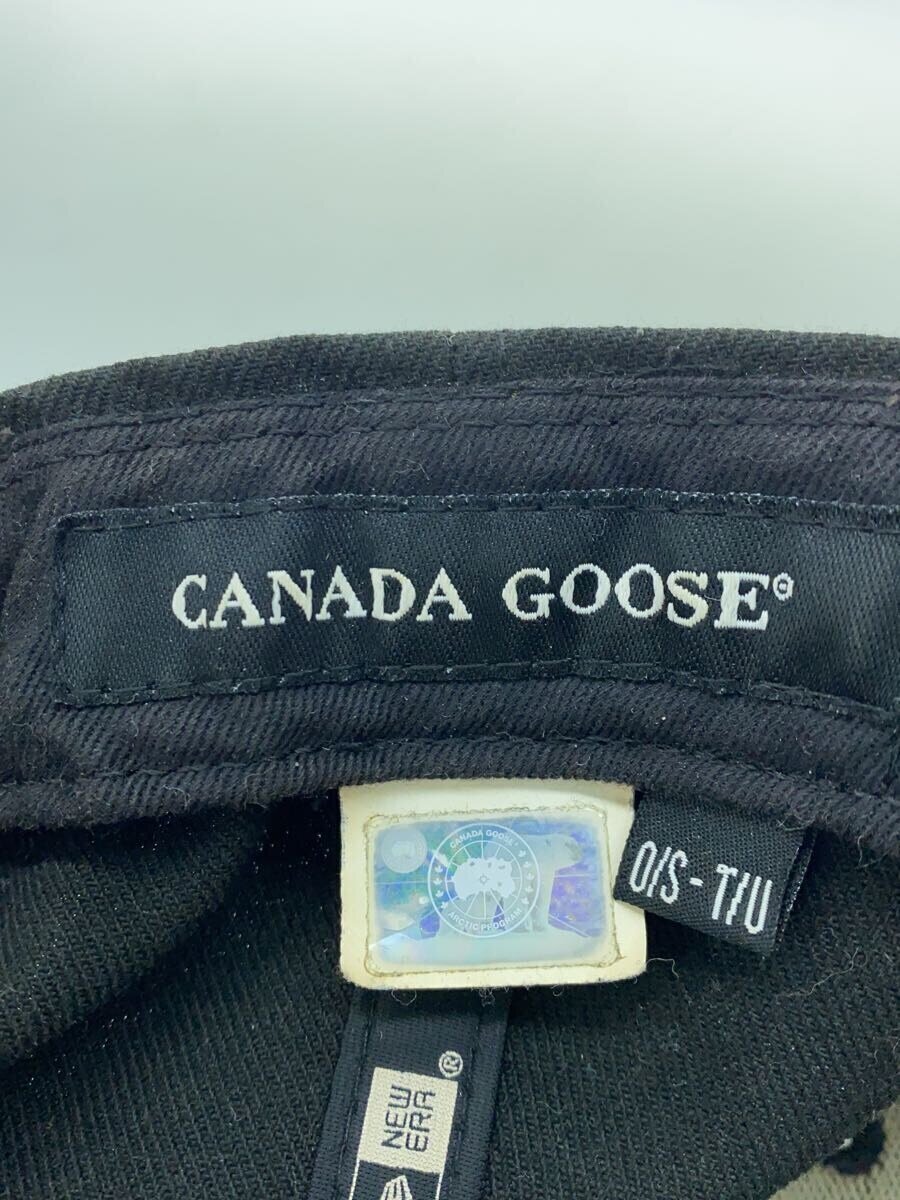 CANADA GOOSE®
CANADA GOOSE
ARCTIC PROGRAM
O/S - T/U
NEW
ERA
®